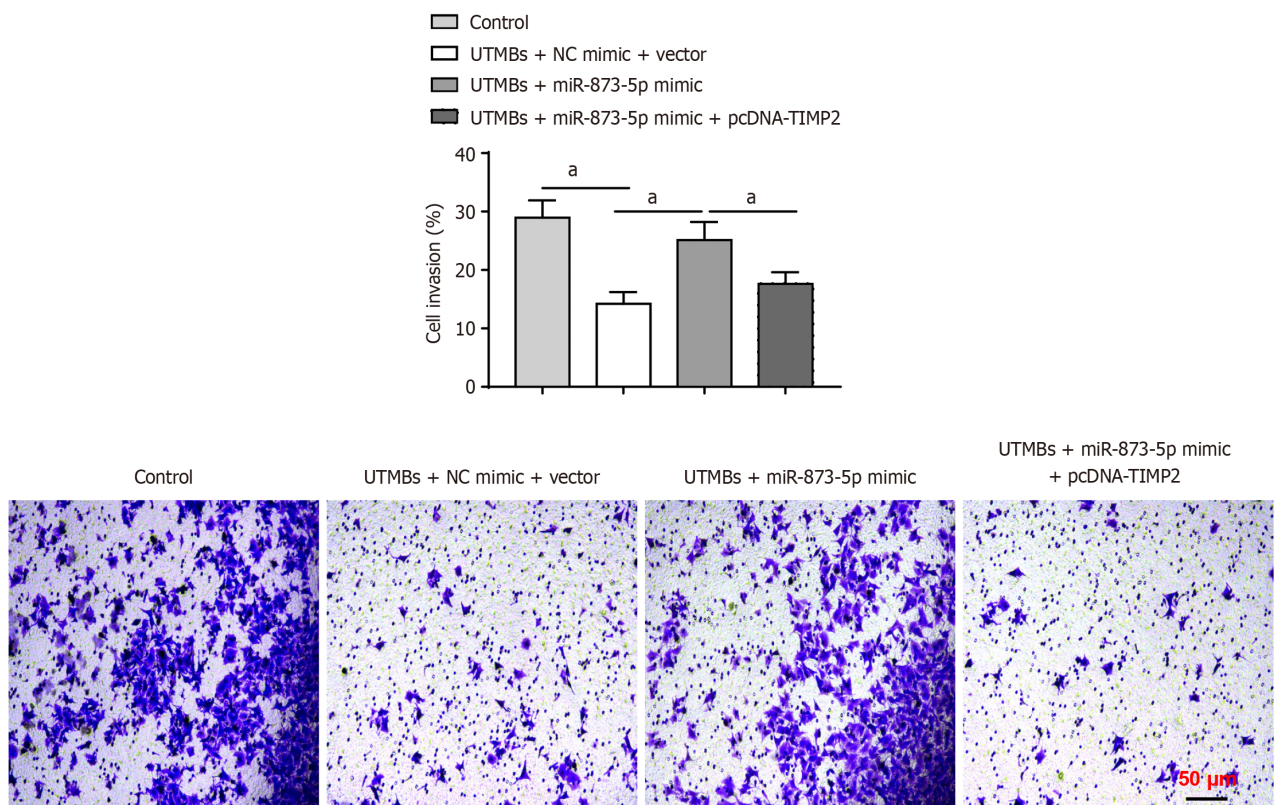 Control
UTMBs + NC mimic + vector
UTMBs + miR-873-5p mimic
UTMBs + miR-873-5p mimic + pcDNA-TIMP2
40
30
20
10
0
Cell invasion (%)
a
a
a
Control
UTMBs + NC mimic + vector
UTMBs + miR-873-5p mimic
UTMBs + miR-873-5p mimic
+ pcDNA-TIMP2
50 μm